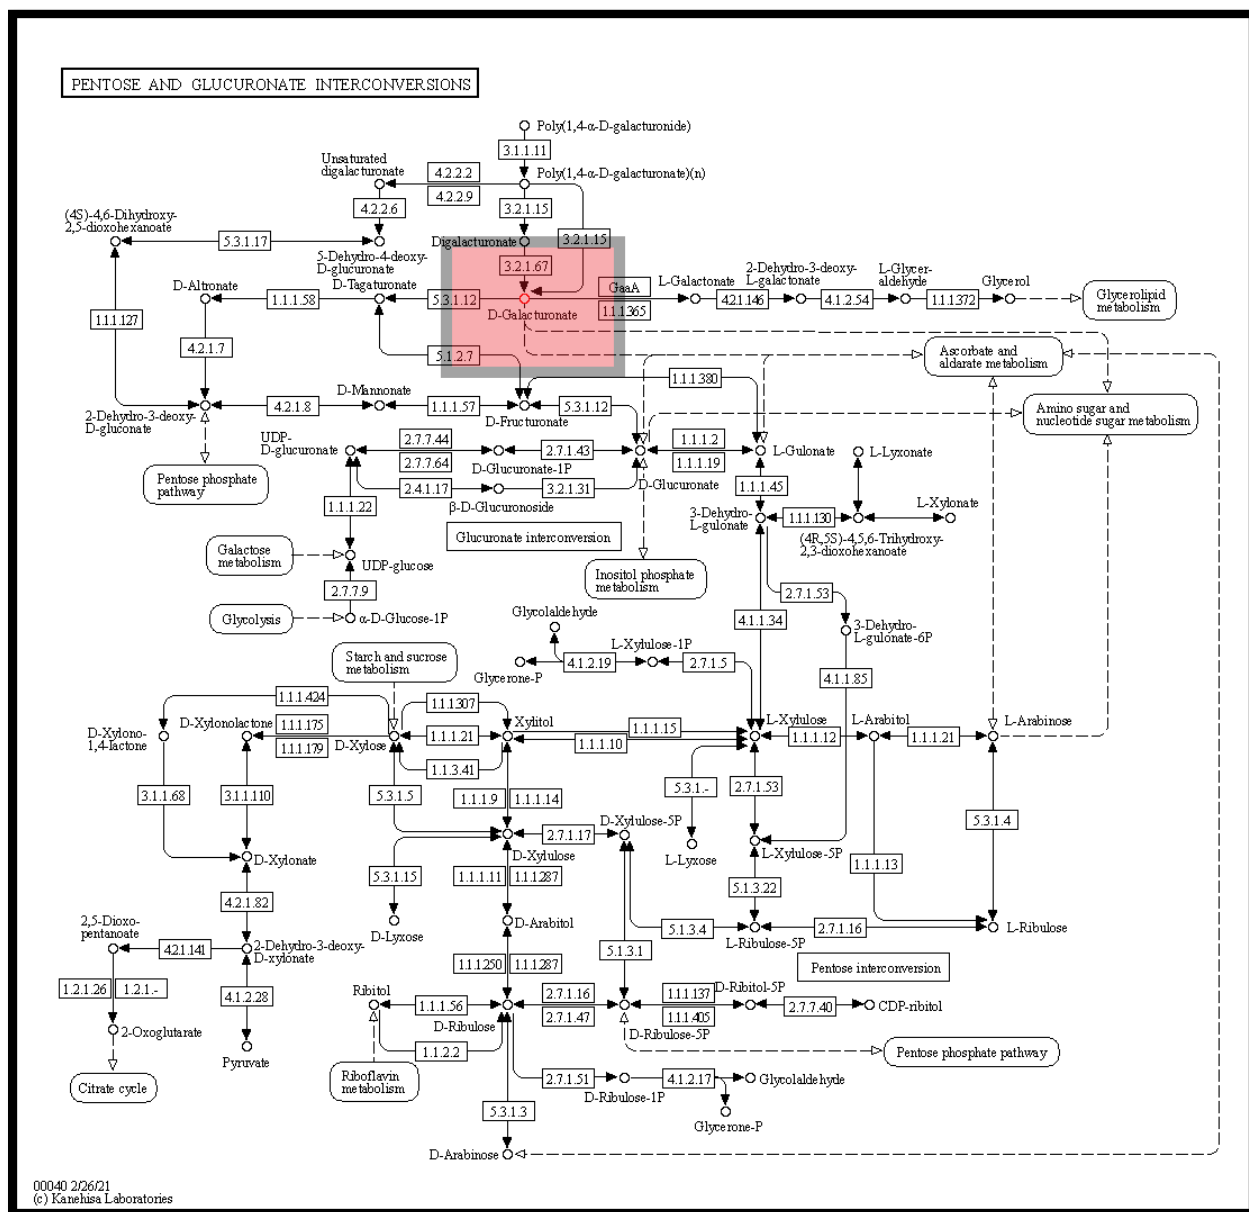 PENTOSE AND GLUCURONATE INTERCONVERSIONS
Poly(1,4-α-D-galacturonide)
3.1.1.11
Unsaturated
digalacturonate
4.2.2.2
4.2.2.9
Poly(1,4-α-D-galacturonate)(n)
4.2.2.6
3.2.1.15
3.2.1.15
(4S)-4,6-Dihydroxy-
2,5-dioxohexanoate
5.3.1.17
Digalacturonate
5-Dehydro-4-deoxy-
D-glucuronate
3.2.1.67
D-Altronate
1.1.1.58
D-Tagaturonate
5.3.1.12
D-Galacturonate
GaaA
1.1.1.365
L-Galactonate
4.2.1.146
2-Dehydro-3-deoxy-
L-galactonate
4.1.2.54
L-Glycer-
aldehyde
1.1.1.372
Glycerol
Glycerolipid
metabolism
1.1.1.127
4.2.1.7
5.1.2.7
1.1.1.380
Ascorbate and
aldarate metabolism
2-Dehydro-3-deoxy-
D-gluconate
4.2.1.8
D-Mannonate
1.1.1.57
D-Fructuronate
5.3.1.12
Amino sugar and
nucleotide sugar metabolism
Pentose phosphate
pathway
UDP-
D-glucuronate
2.7.7.44
2.7.7.64
D-Glucuronate-1P
2.7.1.43
D-Glucuronate
1.1.1.2
1.1.1.19
L-Gulonate
L-Lyxonate
2.4.1.17
β-D-Glucuronoside
3.2.1.31
1.1.1.22
1.1.1.45
Glucuronate interconversion
3-Dehydro-
L-gulonate
1.1.1.130
(4R,5S)-4,5,6-Trihydroxy-
2,3-dioxohexanoate
L-Xylonate
Galactose
metabolism
UDP-glucose
Inositol phosphate
metabolism
2.7.7.9
2.7.1.53
Glycolysis
α-D-Glucose-1P
Glycolaldehyde
4.1.1.34
3-Dehydro-
L-gulonate-6P
Starch and sucrose
metabolism
Glycerone-P
4.1.2.19
L-Xylulose-1P
2.7.1.5
4.1.1.85
1.1.1.424
1.1.1.307
D-Xylono-
1,4-lactone
D-Xylonolactone
1.1.1.175
1.1.1.179
D-Xylose
1.1.1.21
Xylitol
1.1.1.15
1.1.1.10
L-Xylulose
1.1.1.12
L-Arabitol
1.1.1.21
L-Arabinose
1.1.3.41
3.1.1.68
3.1.1.110
5.3.1.5
1.1.1.9
1.1.1.14
5.3.1.-
2.7.1.53
5.3.1.4
D-Xylonate
D-Xylulose
2.7.1.17
D-Xylulose-5P
L-Lyxose
L-Xylulose-5P
1.1.1.13
5.3.1.15
1.1.1.11
1.1.1.287
5.1.3.22
4.2.1.82
D-Lyxose
D-Arabitol
5.1.3.4
L-Ribulose-5P
2.7.1.16
L-Ribulose
2,5-Dioxo-
pentanoate
4.2.1.141
2-Dehydro-3-deoxy-
D-xylonate
1.1.1.250
1.1.1.287
5.1.3.1
Pentose interconversion
1.2.1.26
1.2.1.-
4.1.2.28
Ribitol
1.1.1.56
D-Ribulose
2.7.1.16
2.7.1.47
D-Ribulose-5P
1.1.1.137
1.1.1.405
D-Ribitol-5P
2.7.7.40
CDP-ribitol
2-Oxoglutarate
Pyruvate
1.1.2.2
Pentose phosphate pathway
Citrate cycle
Riboflavin
metabolism
2.7.1.51
D-Ribulose-1P
4.1.2.17
Glycolaldehyde
Glycerone-P
5.3.1.3
D-Arabinose
00040 2/26/21
(c) Kanehisa Laboratories